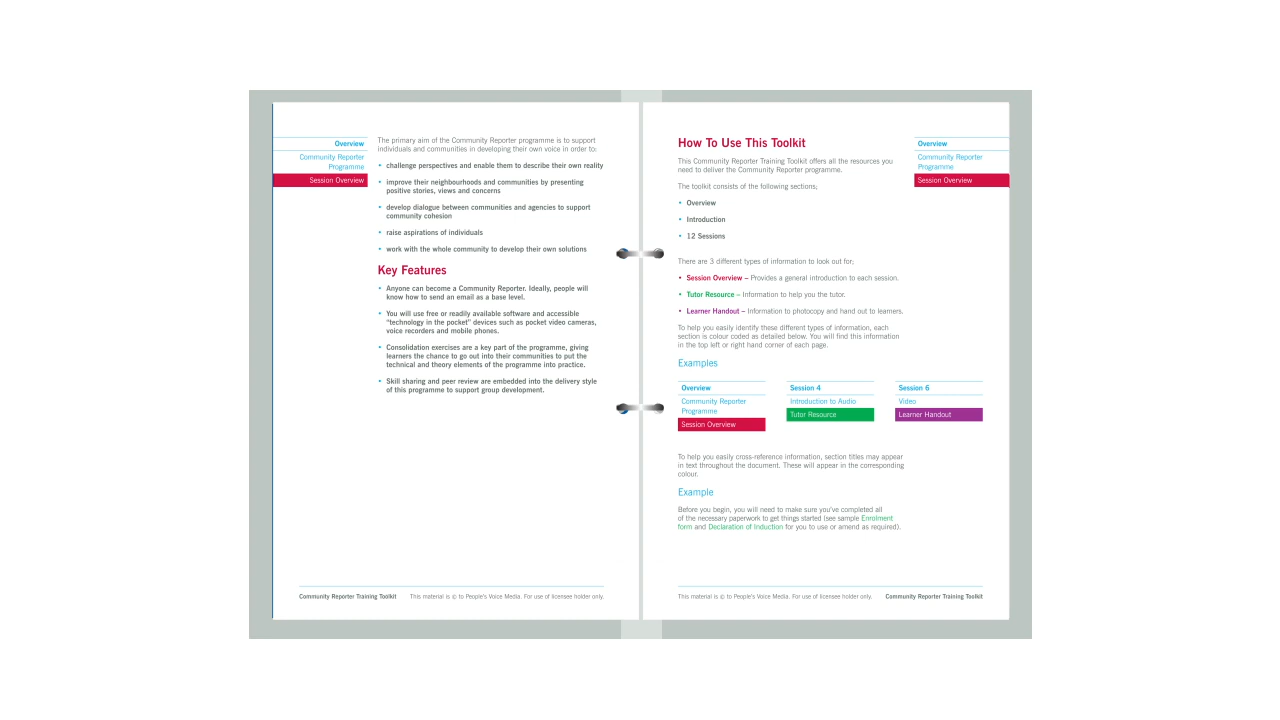 Overview
Community Reporter
Programme
Session Overview
The primary aim of the Community Reporter programme is to support
individuals and communities in developing their own voice in order to:
• challenge perspectives and enable them to describe their own reality
• improve their neighbourhoods and communities by presenting
positive stories, views and concerns
• develop dialogue between communities and agencies to support
community cohesion
• raise aspirations of individuals
• work with the whole community to develop their own solutions
Key Features
• Anyone can become a Community Reporter. Ideally, people will
know how to send an email as a base level.
• You will use free or readily available software and accessible
“technology in the pocket” devices such as pocket video cameras,
voice recorders and mobile phones.
• Consolidation exercises are a key part of the programme, giving
learners the chance to go out into their communities to put the
technical and theory elements of the programme into practice.
• Skill sharing and peer review are embedded into the delivery style
of this programme to support group development.
Community Reporter Training Toolkit This material is © to People's Voice Media. For use of licensee holder only.
How To Use This Toolkit
This Community Reporter Training Toolkit offers all the resources you
need to deliver the Community Reporter programme.
The toolkit consists of the following sections;
• Overview
• Introduction
• 12 Sessions
There are 3 different types of information to look out for;
• Session Overview – Provides a general introduction to each session.
• Tutor Resource – Information to help you the tutor.
• Learner Handout – Information to photocopy and hand out to learners.
To help you easily identify these different types of information, each
section is colour coded as detailed below. You will find this information
in the top left or right hand corner of each page.
Examples
Overview
Community Reporter
Programme
Session Overview
Session 4
Introduction to Audio
Tutor Resource
Session 6
Video
Learner Handout
To help you easily cross-reference information, section titles may appear
in text throughout the document. These will appear in the corresponding
colour.
Example
Before you begin, you will need to make sure you've completed all
of the necessary paperwork to get things started (see sample Enrolment
form and Declaration of Induction for you to use or amend as required).
Overview
Community Reporter
Programme
Session Overview
This material is © to People's Voice Media. For use of licensee holder only. Community Reporter Training Toolkit